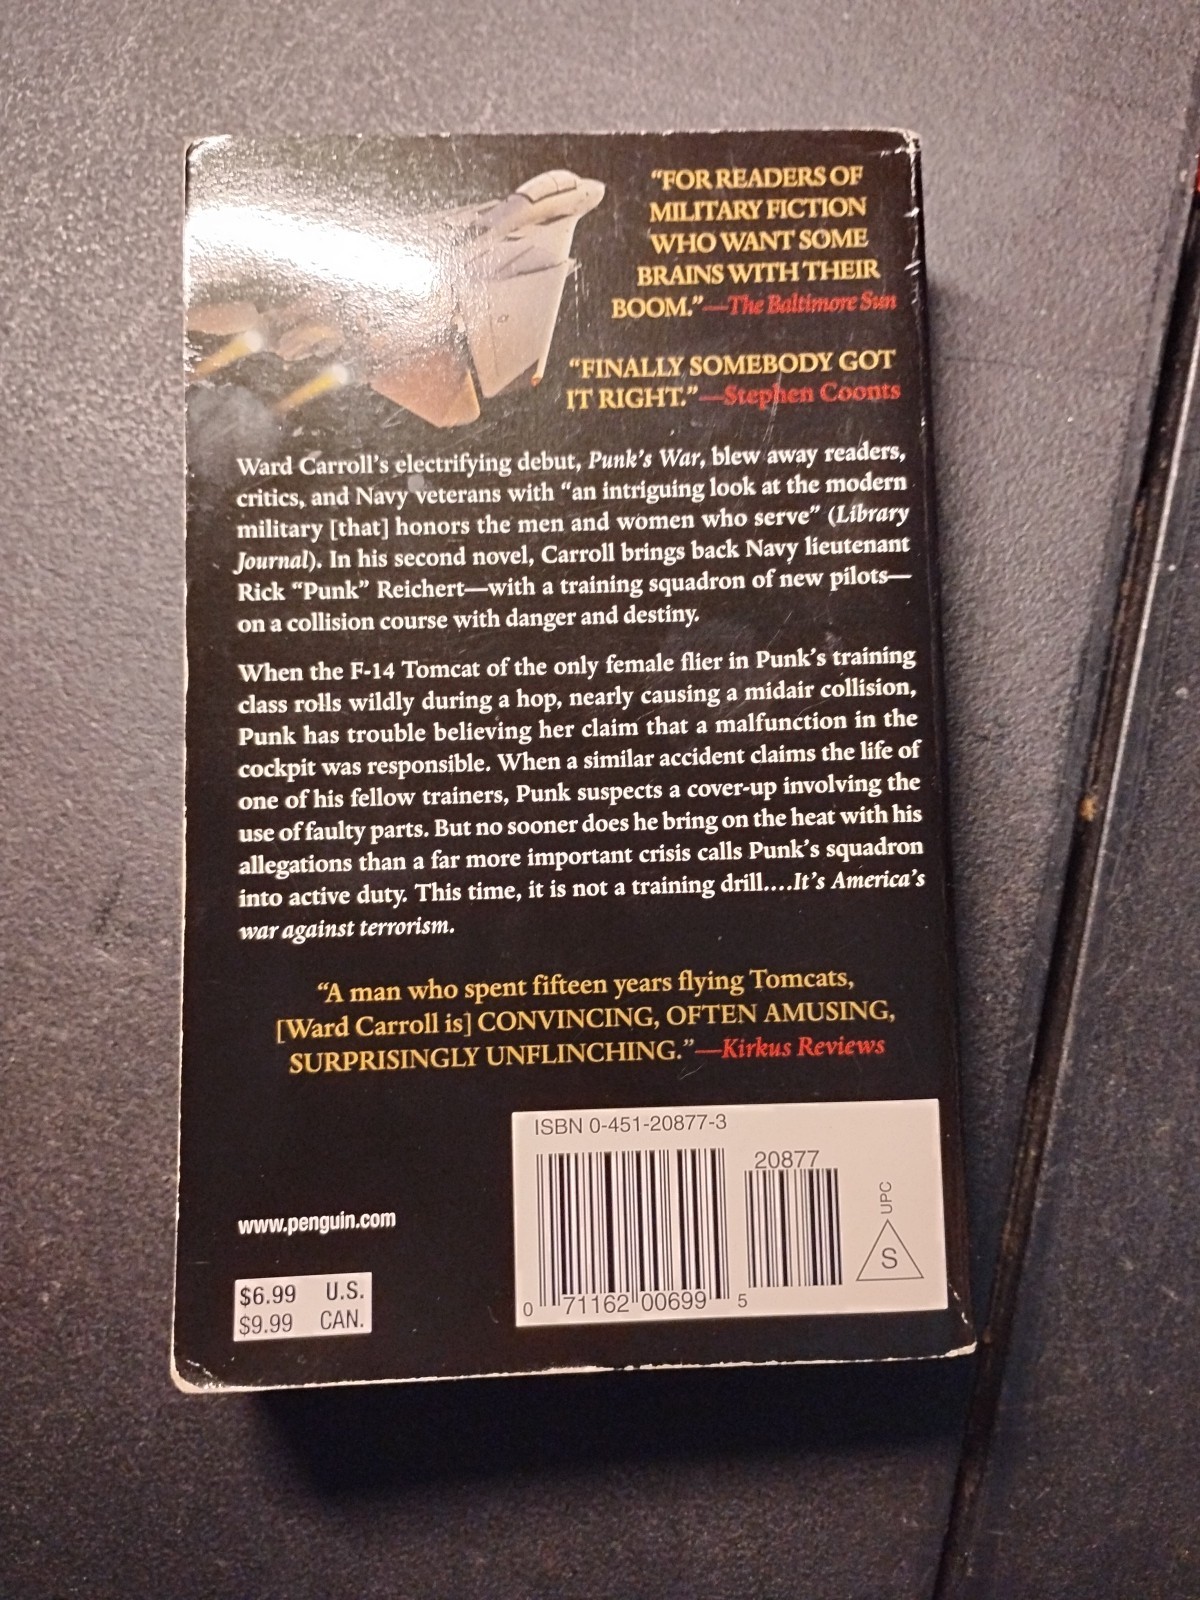 “FOR READERS OF
MILITARY FICTION
WHO WANT SOME
BRAINS WITH THEIR
BOOM.”—The Baltimore Sun
“FINALLY SOMEBODY GOT
IT RIGHT.”—Stephen Coonts
Ward Carroll’s electrifying debut, Punk’s War, blew away readers,
critics, and Navy veterans with “an intriguing look at the modern
military [that] honors the men and women who serve” (Library
Journal). In his second novel, Carroll brings back Navy lieutenant
Rick “Punk” Reichert—with a training squadron of new pilots—
on a collision course with danger and destiny.
When the F-14 Tomcat of the only female flier in Punk’s training
class rolls wildly during a hop, nearly causing a midair collision,
Punk has trouble believing her claim that a malfunction in the
cockpit was responsible. When a similar accident claims the life of
one of his fellow trainers, Punk suspects a cover-up involving the
use of faulty parts. But no sooner does he bring on the heat with his
allegations than a far more important crisis calls Punk’s squadron
into active duty. This time, it is not a training drill....It’s America’s
war against terrorism.
“A man who spent fifteen years flying Tomcats,
[Ward Carroll is] CONVINCING, OFTEN AMUSING,
SURPRISINGLY UNFLINCHING.”—Kirkus Reviews
ISBN 0-451-20877-3
20877
UPC
S
0 71162 00699 5
www.penguin.com
$6.99 U.S.
$9.99 CAN.